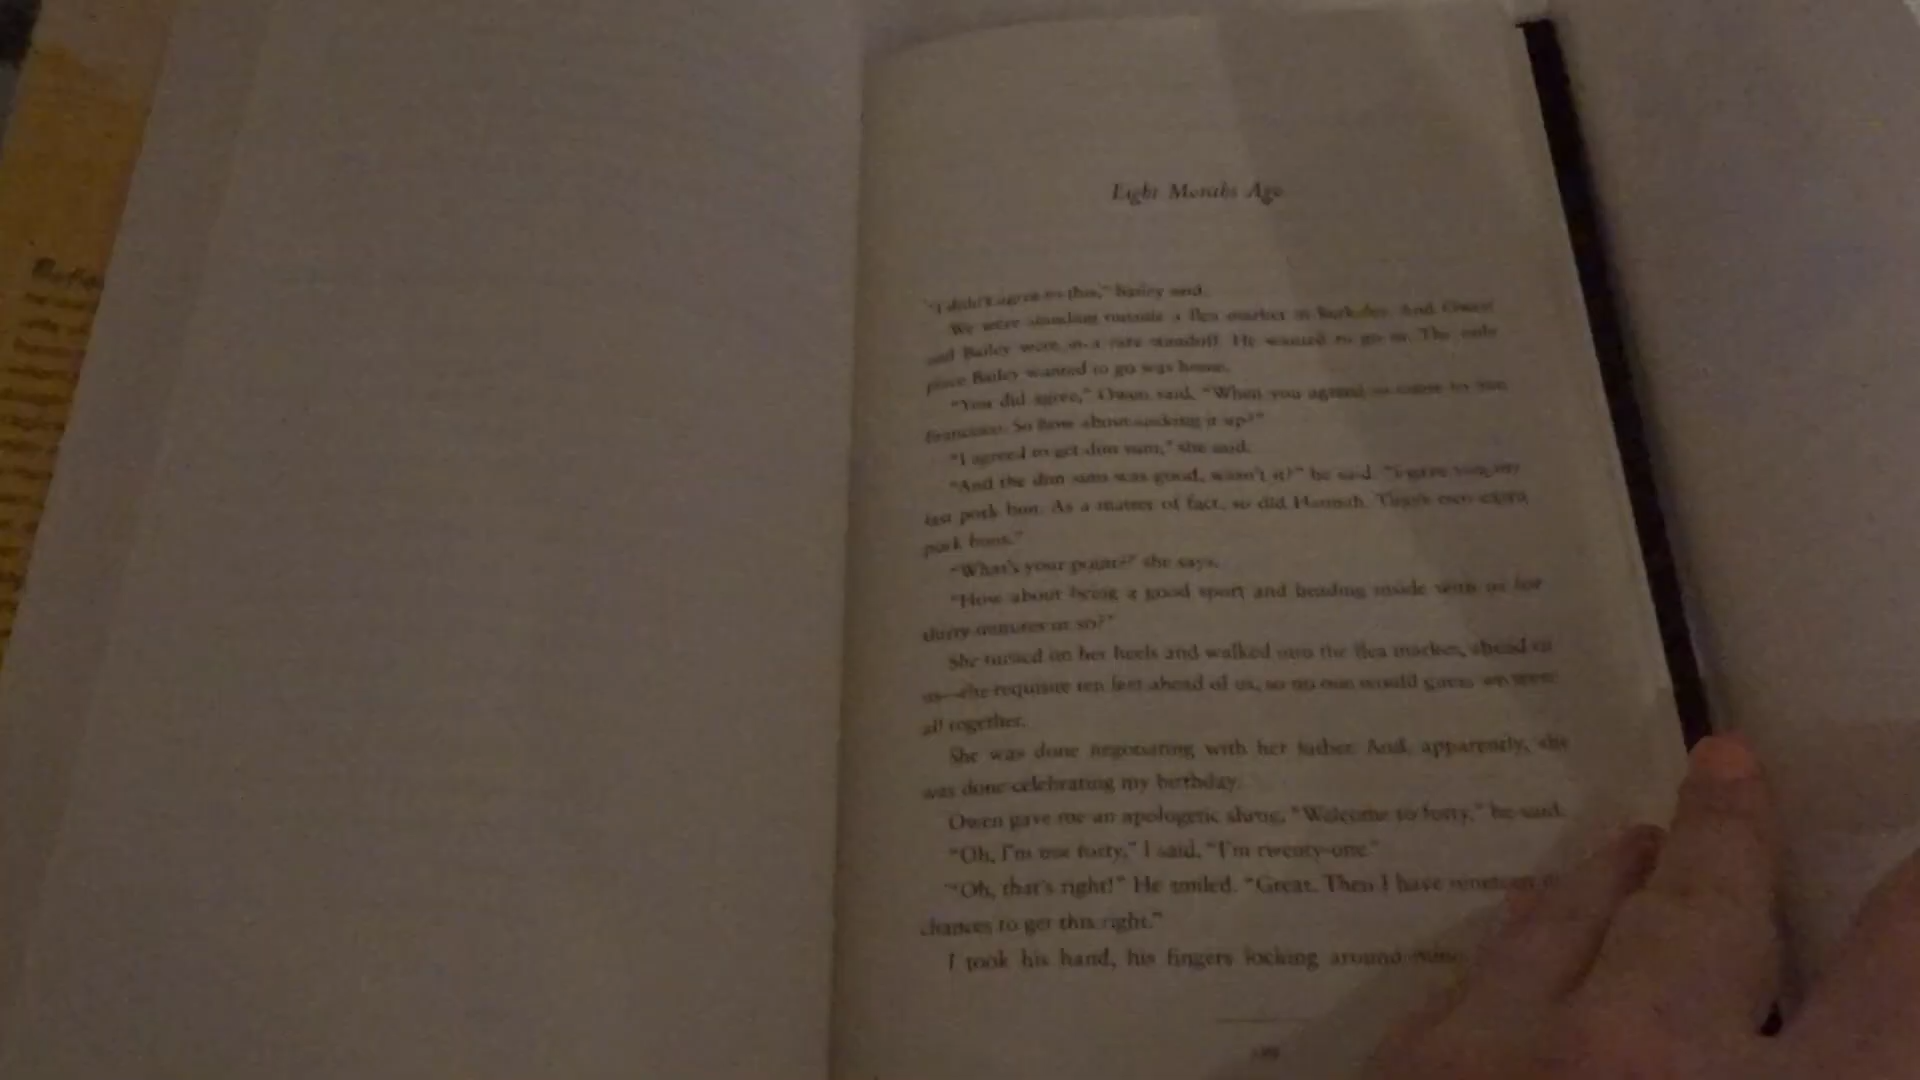 Eight Months Ago
"I didn't agree to this," Bailey said.
We were standing outside a flea market in Berkeley. And Owen
and Bailey were in a rare standoff. He wanted to go in. The only
place Bailey wanted to go was home.
"You did agree," Owen said. "When you agreed to come to San
Francisco. So how about sucking it up?"
"I agreed to get dim sum," she said.
"And the dim sum was good, wasn't it?" he said. "I gave you my
last pork bun. As a matter of fact, so did Hannah. That's two extra
pork buns."
"What's your point?" she says.
"How about being a good sport and heading inside with us for
thirty minutes or so?"
She turned on her heels and walked into the flea market, ahead of
us—the requisite ten feet ahead of us, so no one would guess we were
all together.
She was done negotiating with her father. And, apparently, she
was done celebrating my birthday.
Owen gave me an apologetic shrug. "Welcome to forty," he said.
"Oh, I'm not forty," I said. "I'm twenty-one."
"Oh, that's right!" He smiled. "Great. Then I have nineteen
chances to get this right."
I took his hand, his fingers locking around mine.